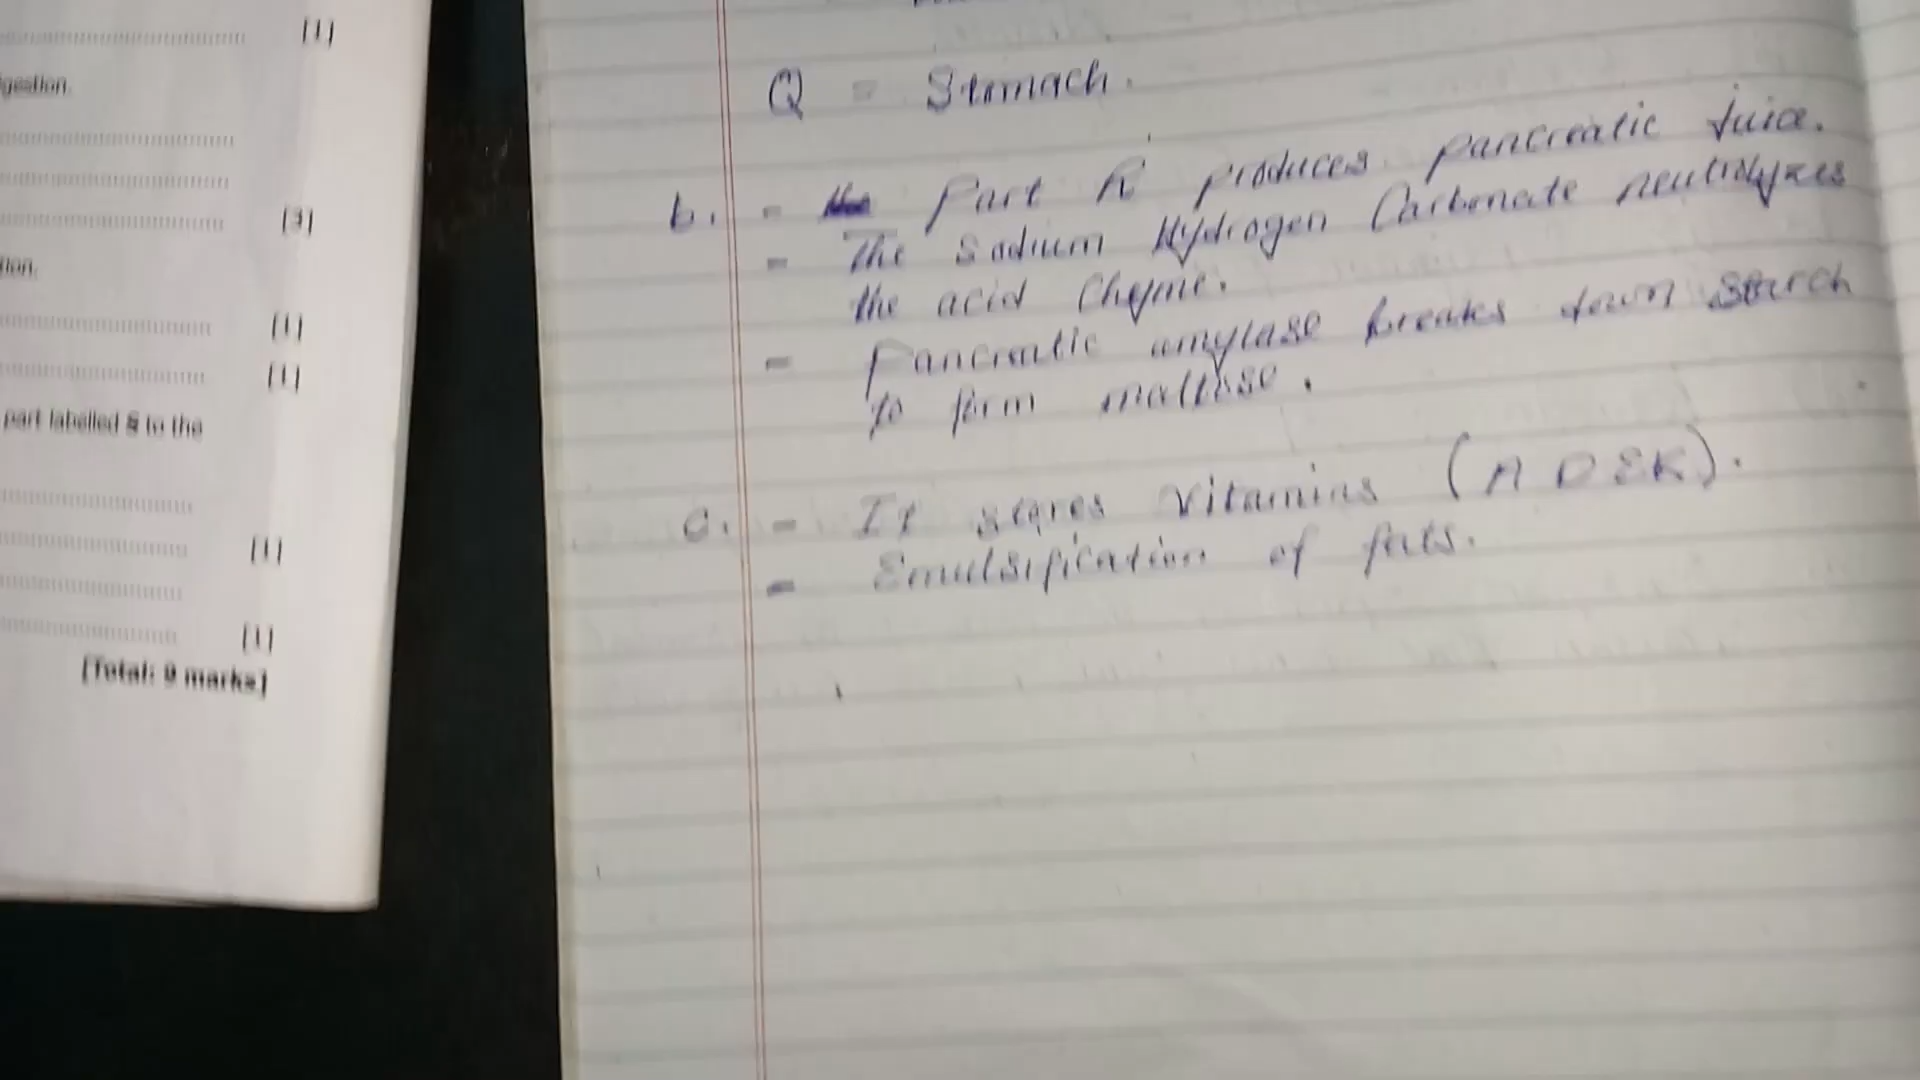 [1]
gestion.
[3]
tion.
[1]
[1]
part labelled S to the
[1]
[1]
[Total: 9 marks]
Q = Stomach.
b. - Part R produces pancreatic juice.
- The Sodium Hydrogen Carbonate neutralyzes
the acid Chyme.
- Pancreatic amylase breaks down starch
to form maltose.
c. - It stores Vitamins (A D E K).
- Emulsification of fats.